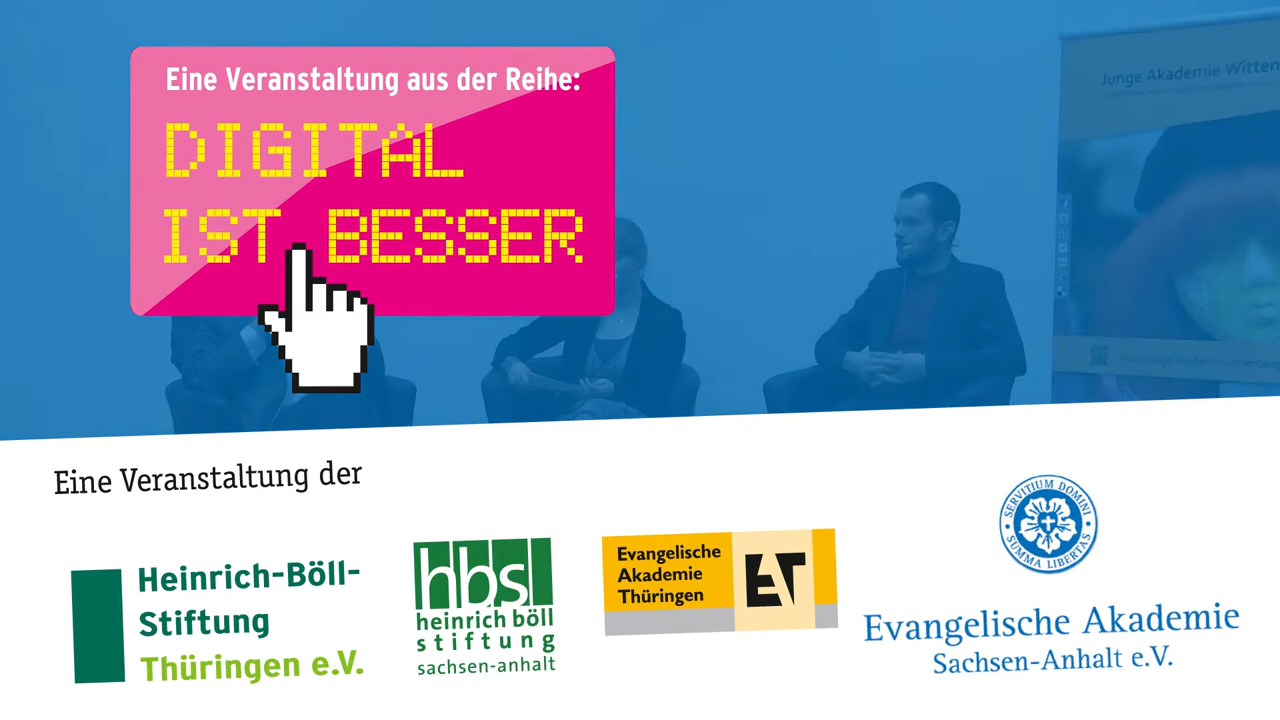 Eine Veranstaltung aus der Reihe:
DIGITAL
IST BESSER
Junge Akademie Witten
Eine Veranstaltung der
Heinrich-Böll-
Stiftung
Thüringen e.V.
hbs
heinrich böll
stiftung
sachsen-anhalt
Evangelische
Akademie
Thüringen
EAT
SERVITIUM DOMINI
SUMMA LIBERTAS
Evangelische Akademie
Sachsen-Anhalt e.V.